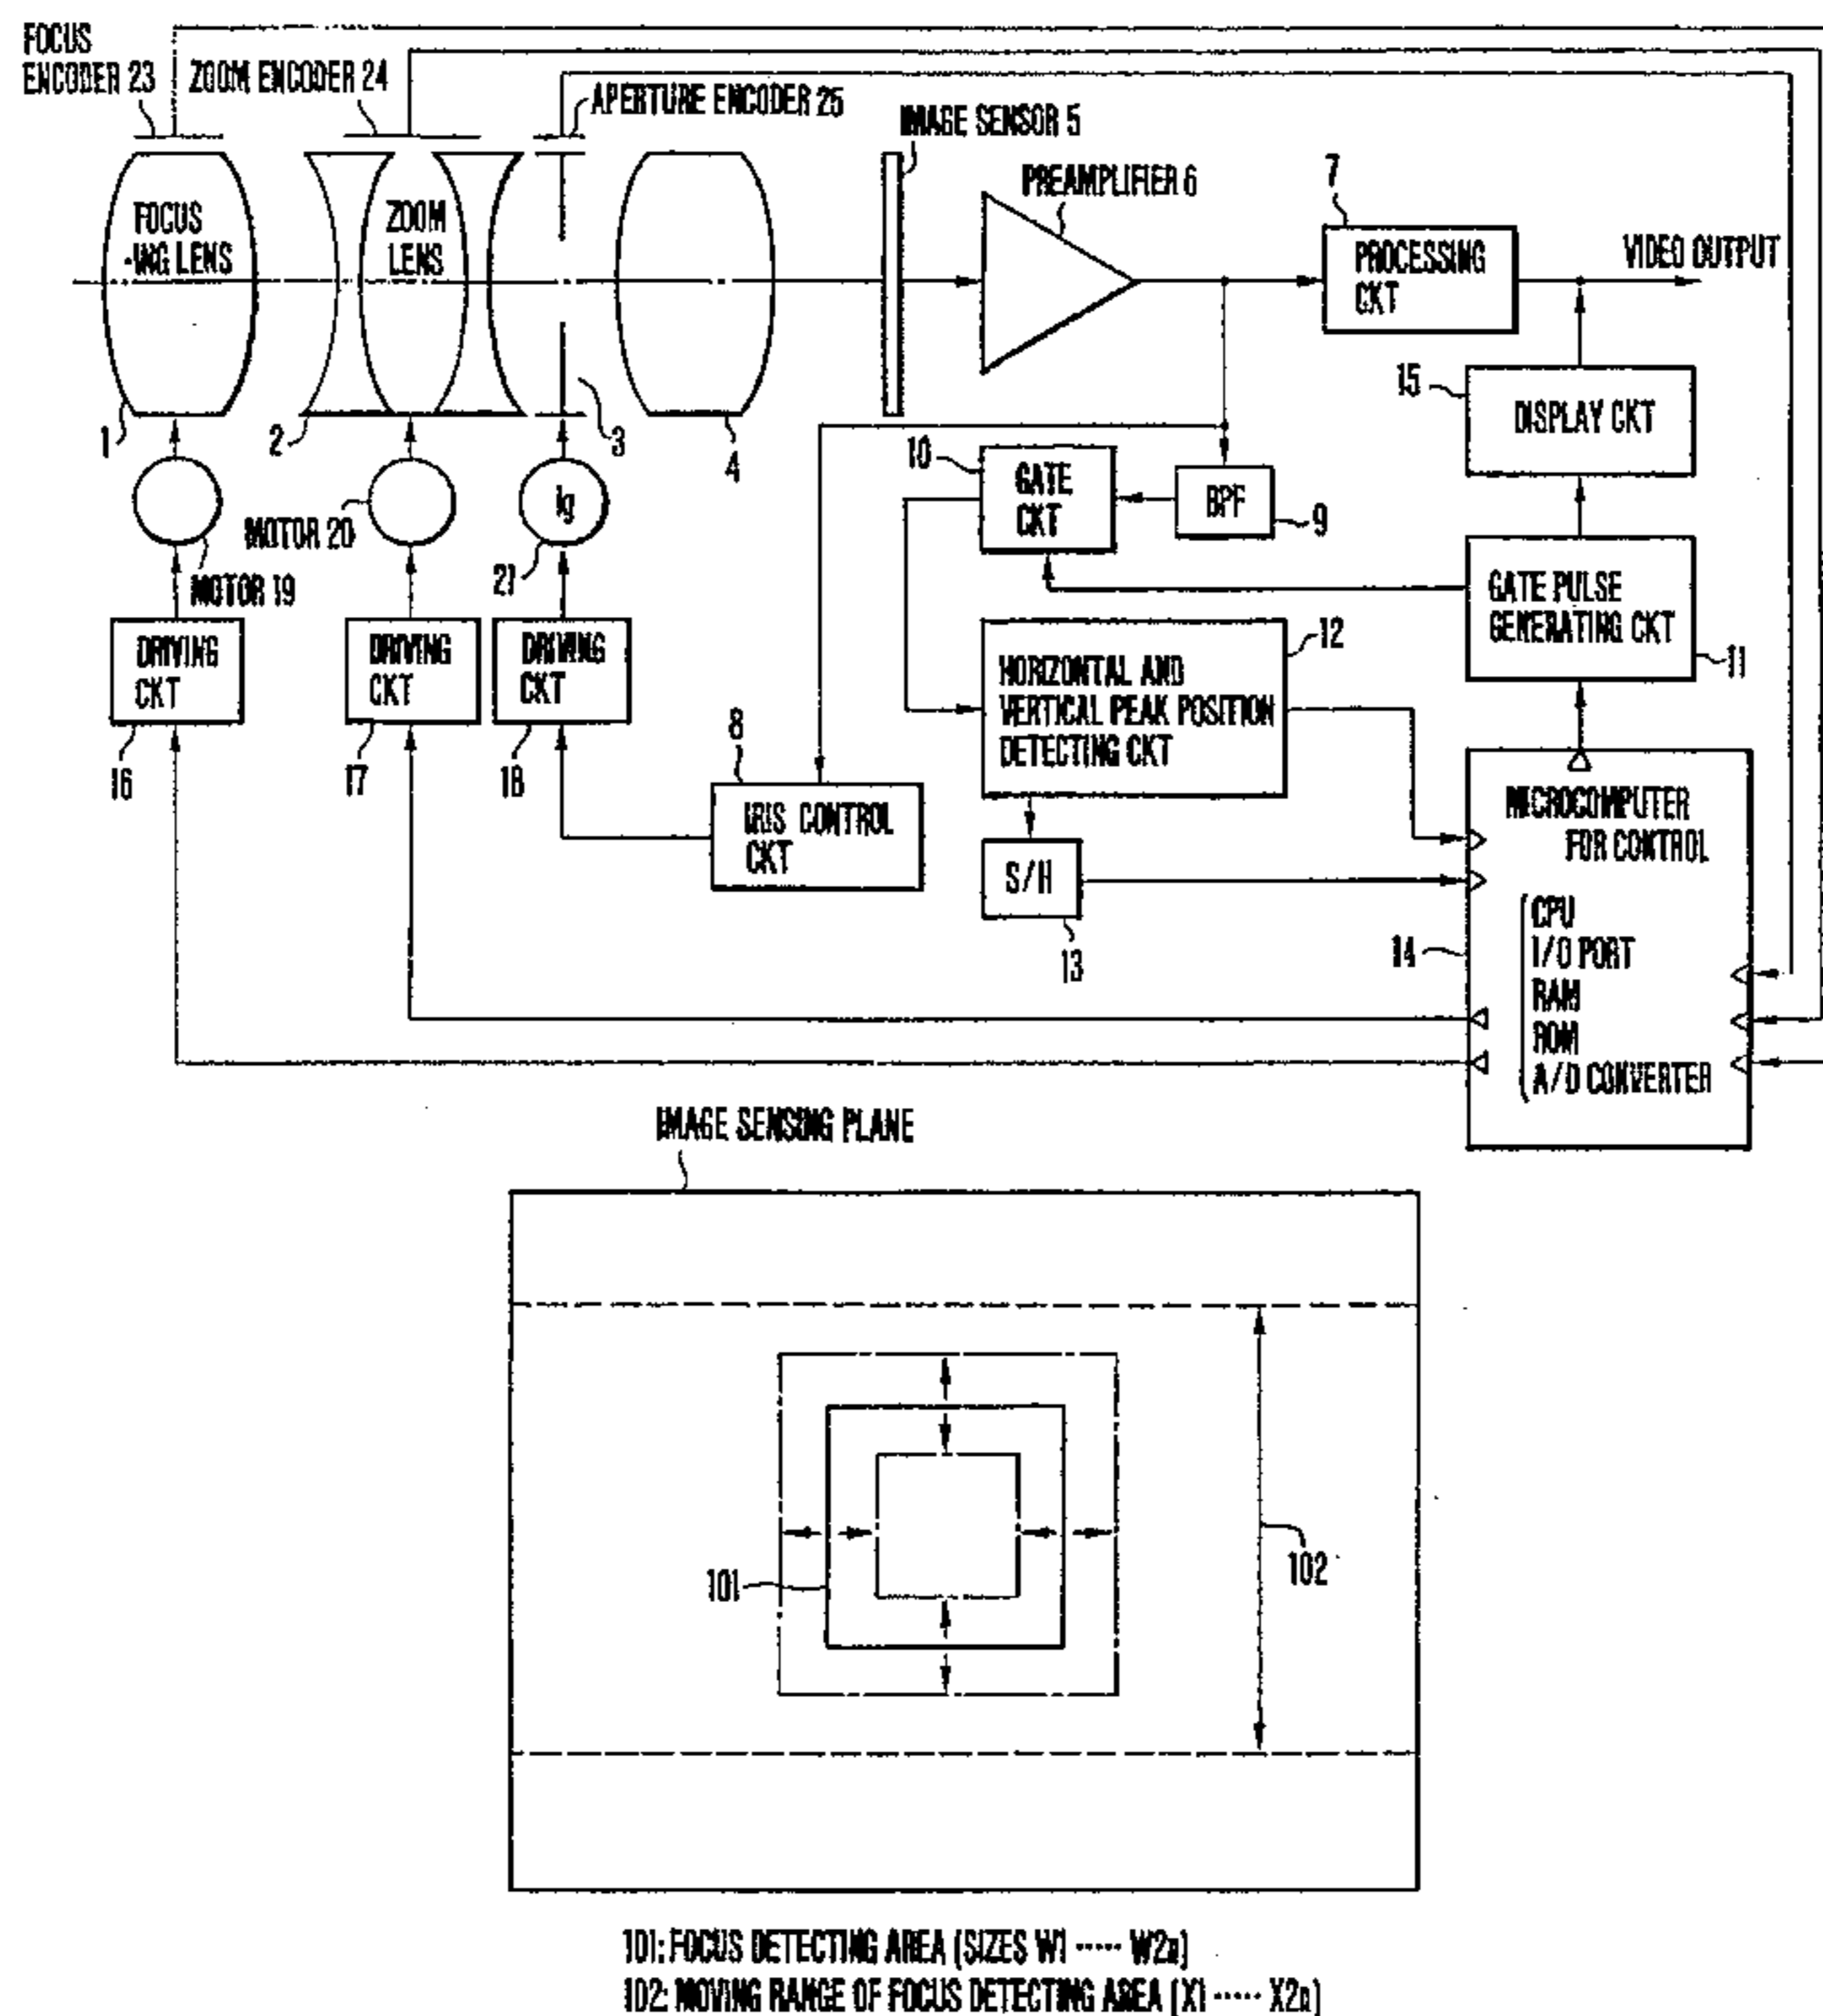 FOCUS
ENCODER 23
ZOOM ENCODER 24
APERTURE ENCODER 25
IMAGE SENSOR 5
PREAMPLIFIER 6
7
FOCUS
-ING LENS
ZOOM
LENS
PROCESSING
CKT
VIDEO OUTPUT
15
DISPLAY CKT
1
2
3
4
10
GATE
CKT
BPF
9
Ig
MOTOR 20
21
MOTOR 19
GATE PULSE
GENERATING CKT
11
DRIVING
CKT
DRIVING
CKT
DRIVING
CKT
12
HORIZONTAL AND
VERTICAL PEAK POSITION
DETECTING CKT
16
17
18
8
IRIS CONTROL
CKT
S/H
13
MICROCOMPUTER
FOR CONTROL
14
CPU
I/O PORT
RAM
ROM
A/D CONVERTER
IMAGE SENSING PLANE
101
102
101: FOCUS DETECTING AREA (SIZES W1 ····· W2n)
102: MOVING RANGE OF FOCUS DETECTING AREA (X1 ····· X2n)